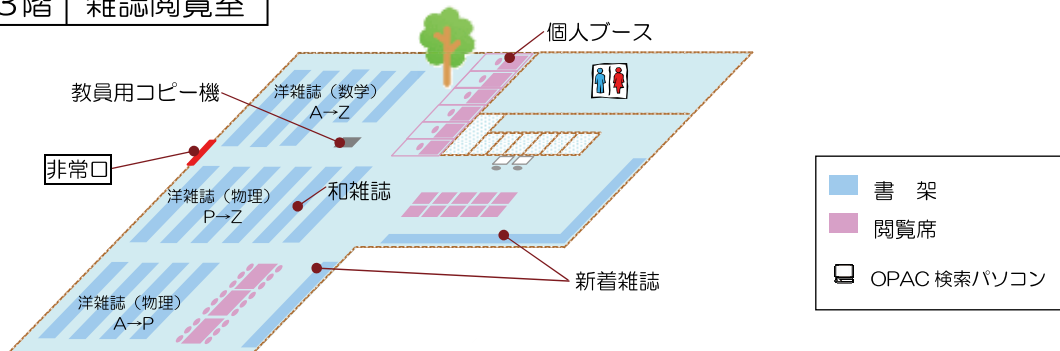 3階 雑誌閲覧室
個人ブース
教員用コピー機
洋雑誌（数学）
A→Z
非常口
洋雑誌（物理）
P→Z
和雑誌
新着雑誌
洋雑誌（物理）
A→P
書 架
閲覧席
OPAC 検索パソコン